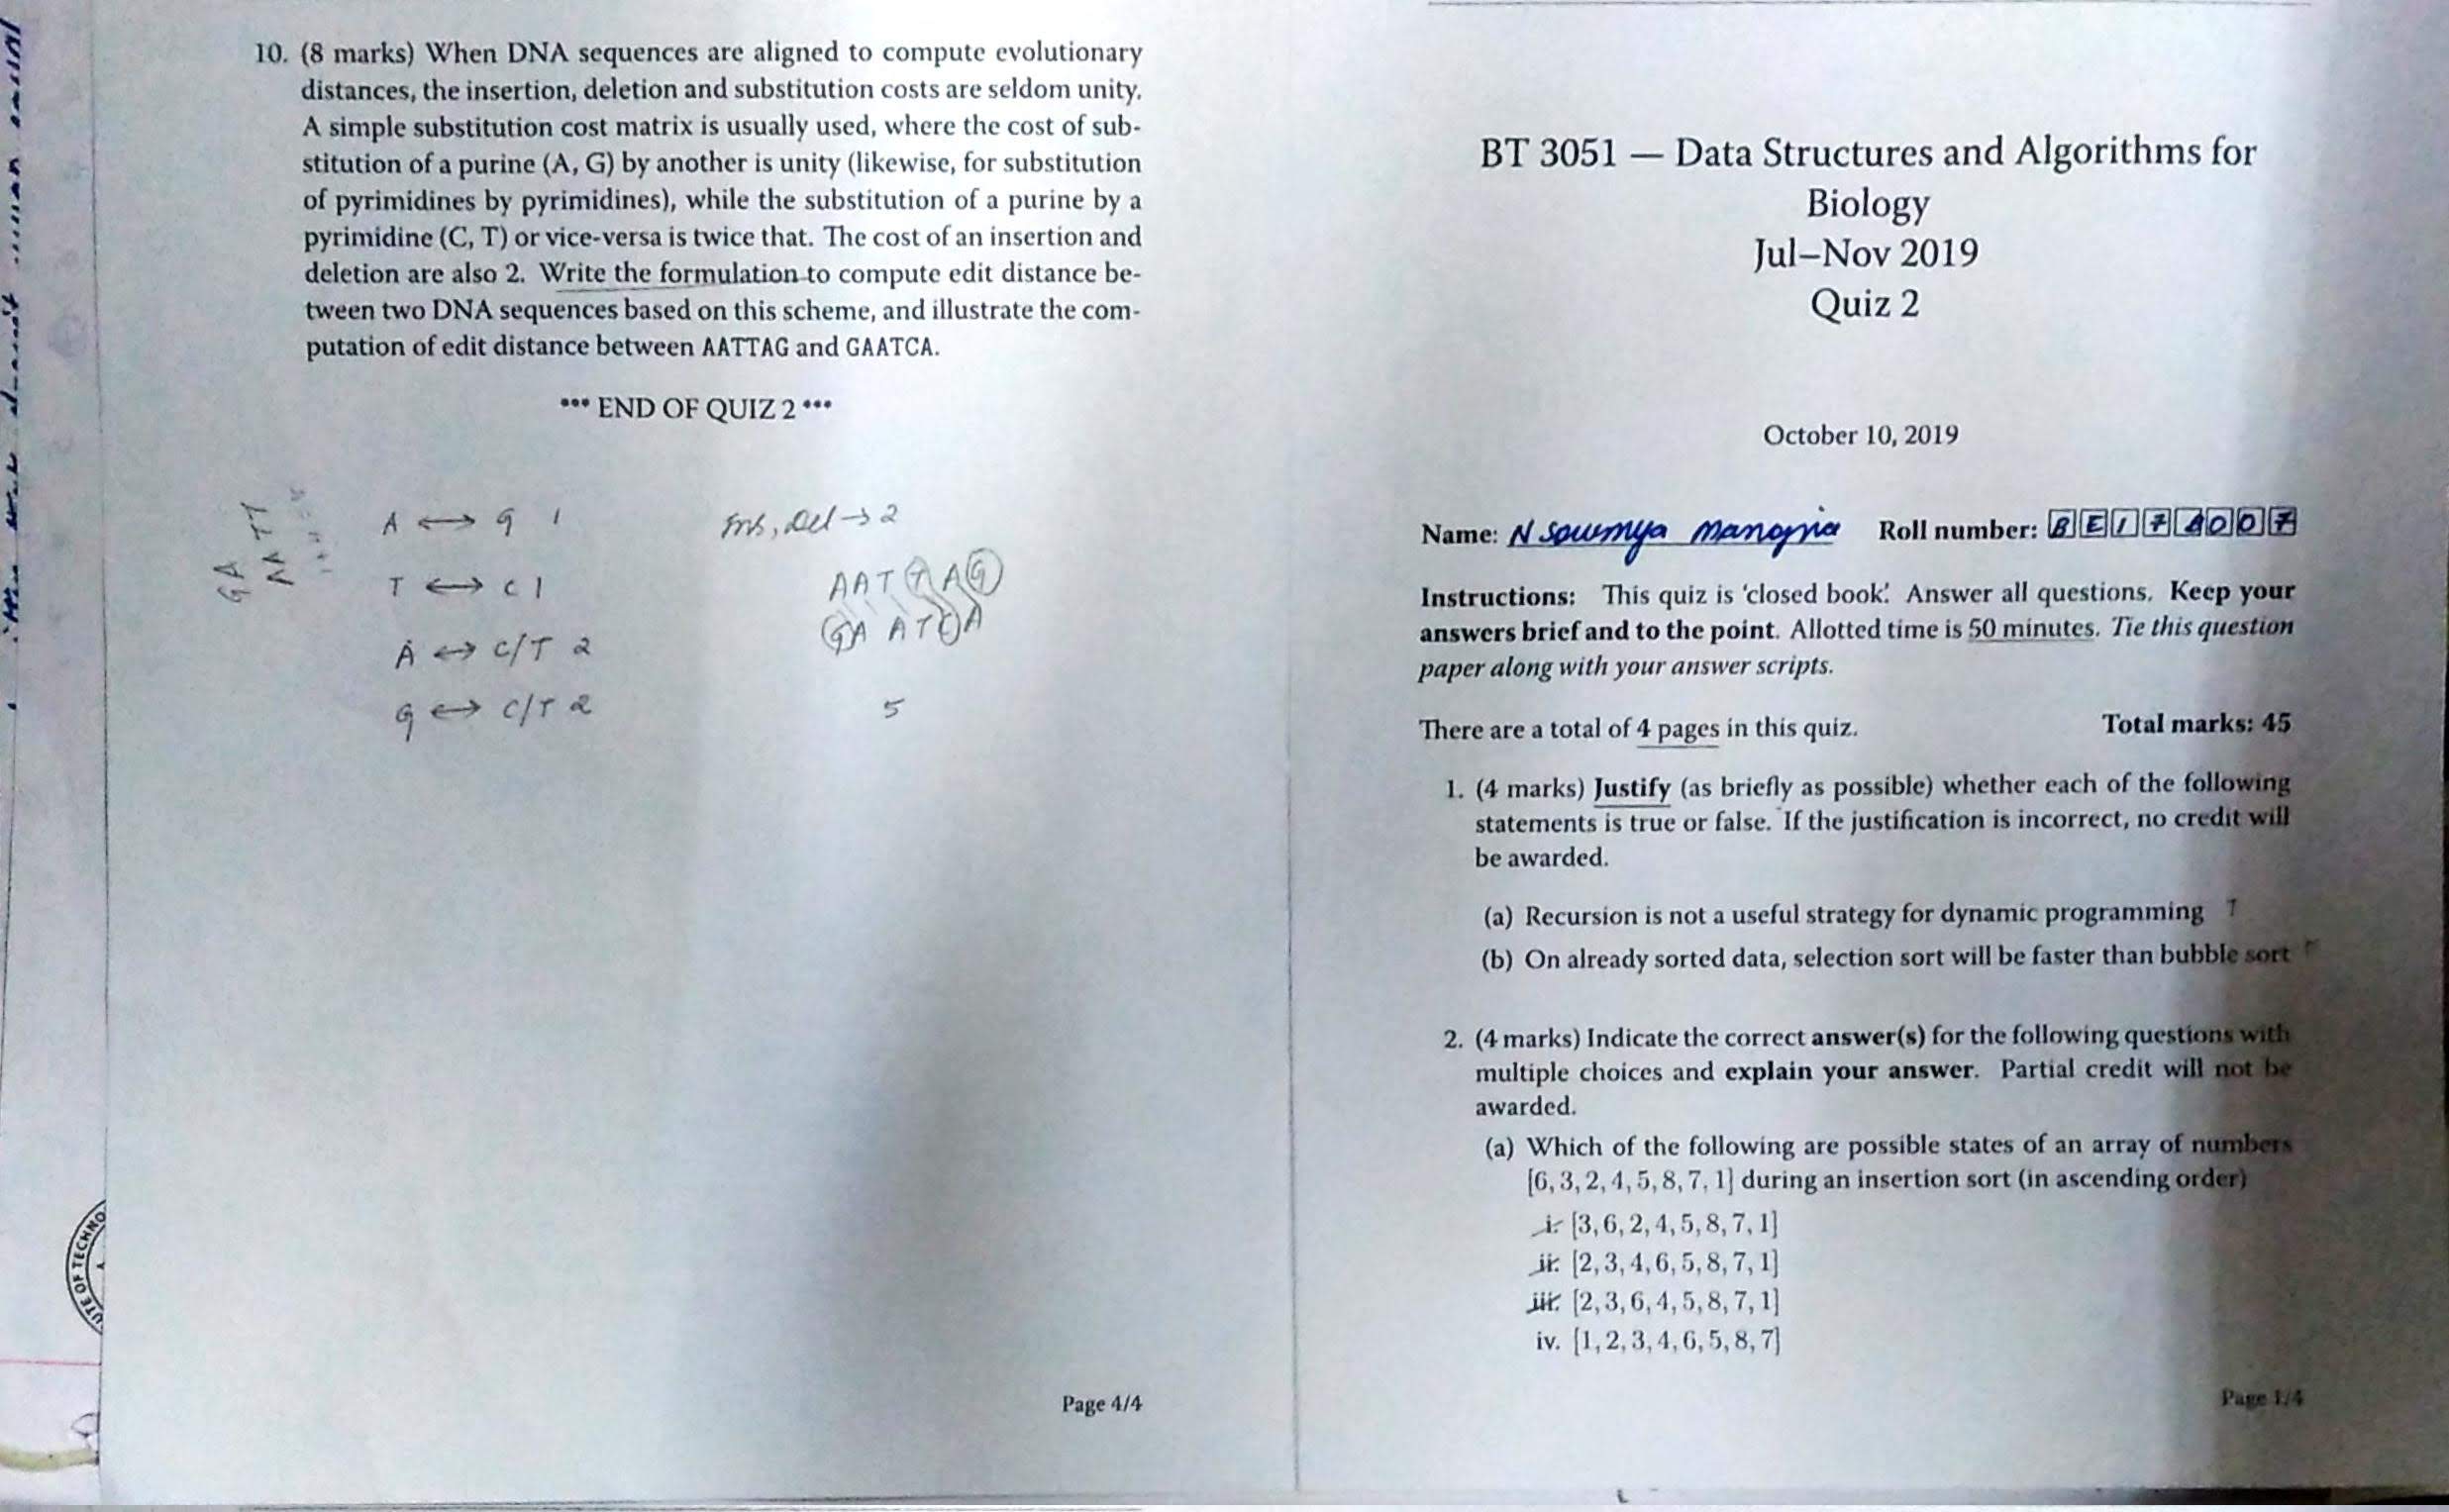 10. (8 marks) When DNA sequences are aligned to compute evolutionary
distances, the insertion, deletion and substitution costs are seldom unity.
A simple substitution cost matrix is usually used, where the cost of sub-
stitution of a purine (A, G) by another is unity (likewise, for substitution
of pyrimidines by pyrimidines), while the substitution of a purine by a
pyrimidine (C, T) or vice-versa is twice that. The cost of an insertion and
deletion are also 2. Write the formulation to compute edit distance be-
tween two DNA sequences based on this scheme, and illustrate the com-
putation of edit distance between AATTAG and GAATCA.
*** END OF QUIZ 2 ***
GA
AATT
A ↔ G 1
T ↔ C 1
A ↔ C/T 2
G ↔ C/T 2
Ins, Del → 2
AATTAG
GAATCA
5
UTE OF TECHNO
Page 4/4
BT 3051 — Data Structures and Algorithms for
Biology
Jul–Nov 2019
Quiz 2
October 10, 2019
Name: N Sowmya Manojna Roll number: BE17B007
Instructions: This quiz is 'closed book'. Answer all questions. Keep your
answers brief and to the point. Allotted time is 50 minutes. Tie this question
paper along with your answer scripts.
There are a total of 4 pages in this quiz. Total marks: 45
1. (4 marks) Justify (as briefly as possible) whether each of the following
statements is true or false. If the justification is incorrect, no credit will
be awarded.
(a) Recursion is not a useful strategy for dynamic programming T
(b) On already sorted data, selection sort will be faster than bubble sort
2. (4 marks) Indicate the correct answer(s) for the following questions with
multiple choices and explain your answer. Partial credit will not be
awarded.
(a) Which of the following are possible states of an array of numbers
[6, 3, 2, 4, 5, 8, 7, 1] during an insertion sort (in ascending order)
i. [3, 6, 2, 4, 5, 8, 7, 1]
ii. [2, 3, 4, 6, 5, 8, 7, 1]
iii. [2, 3, 6, 4, 5, 8, 7, 1]
iv. [1, 2, 3, 4, 6, 5, 8, 7]
Page 1/4